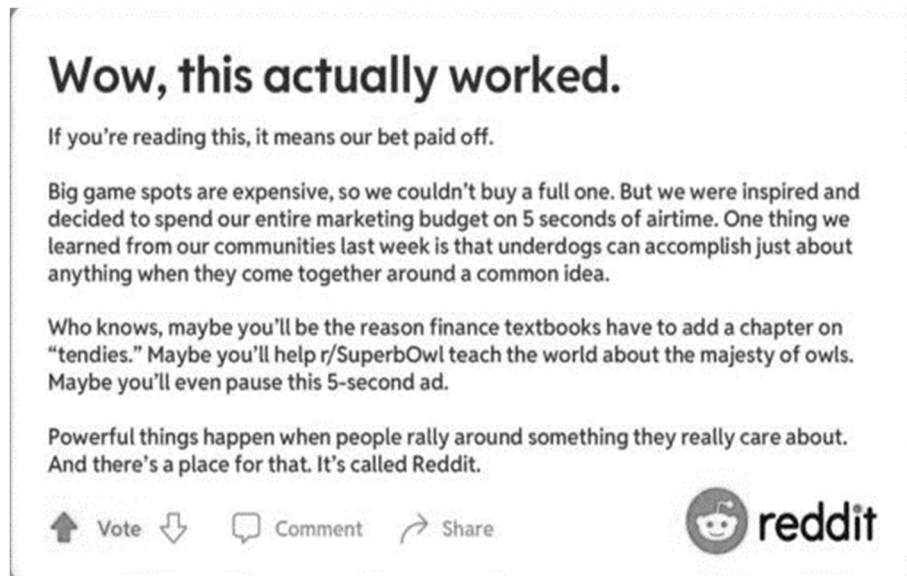 Wow, this actually worked.
If you're reading this, it means our bet paid off.
Big game spots are expensive, so we couldn't buy a full one. But we were inspired and
decided to spend our entire marketing budget on 5 seconds of airtime. One thing we
learned from our communities last week is that underdogs can accomplish just about
anything when they come together around a common idea.
Who knows, maybe you'll be the reason finance textbooks have to add a chapter on
“tendies.” Maybe you'll help r/SuperbOwl teach the world about the majesty of owls.
Maybe you'll even pause this 5-second ad.
Powerful things happen when people rally around something they really care about.
And there's a place for that. It's called Reddit.
Vote Comment Share
reddit